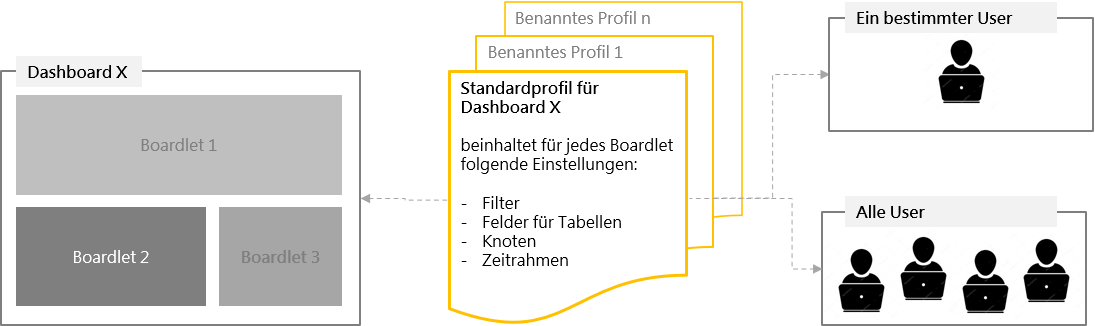 Dashboard X
Boardlet 1
Boardlet 2
Boardlet 3
Benanntes Profil n
Benanntes Profil 1
Standardprofil für
Dashboard X
beinhaltet für jedes Boardlet
folgende Einstellungen:
- Filter
- Felder für Tabellen
- Knoten
- Zeitrahmen
Ein bestimmter User
Alle User